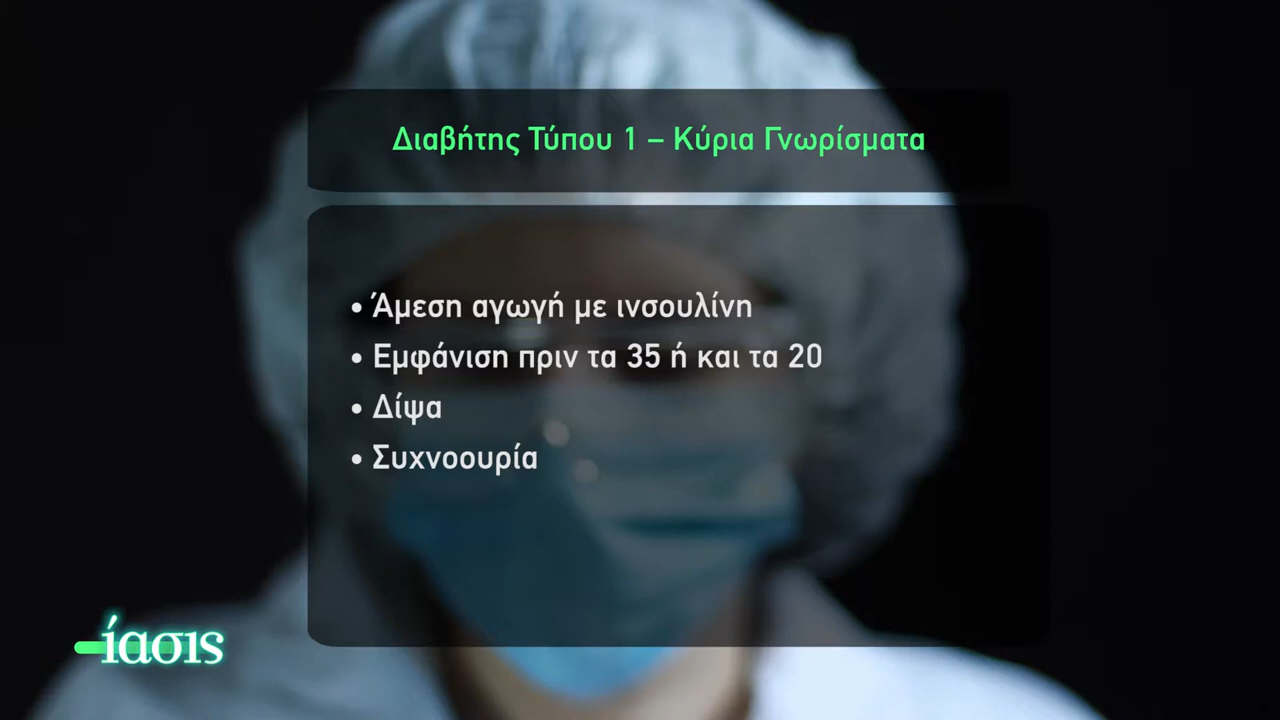 Διαβήτης Τύπου 1 – Κύρια Γνωρίσματα
• Άμεση αγωγή με ινσουλίνη
• Εμφάνιση πριν τα 35 ή και τα 20
• Δίψα
• Συχνοουρία
ίασις